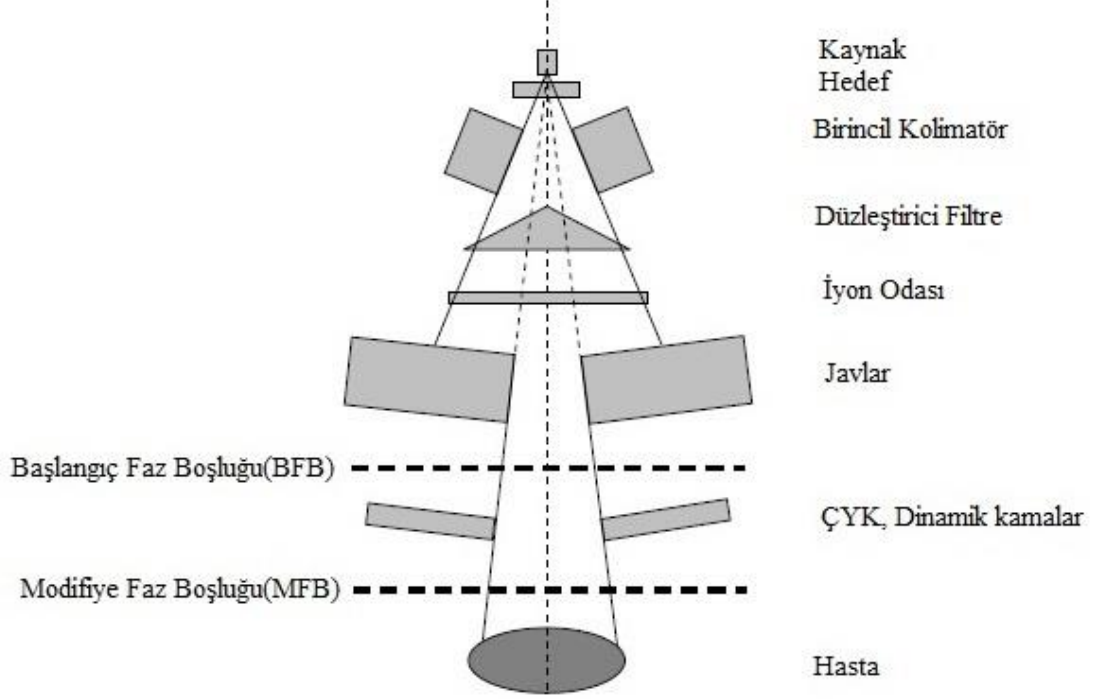 Kaynak
Hedef
Birincil Kolimatör
Düzleştirici Filtre
İyon Odası
Javlar
Başlangıç Faz Boşluğu(BFB)
ÇYK, Dinamik kamalar
Modifiye Faz Boşluğu(MFB)
Hasta